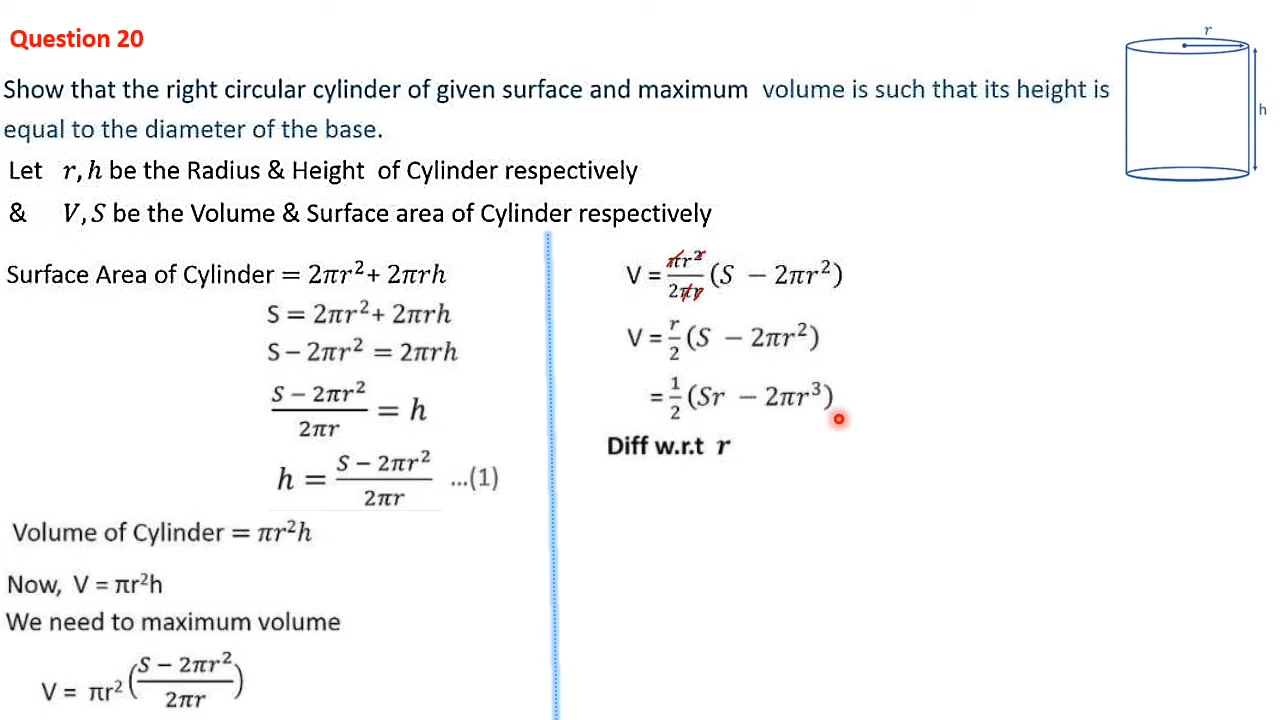 Question 20
Show that the right circular cylinder of given surface and maximum volume is such that its height is
equal to the diameter of the base.
Let r, h be the Radius & Height of Cylinder respectively
& V, S be the Volume & Surface area of Cylinder respectively
r
h
Surface Area of Cylinder = 2πr² + 2πrh
S = 2πr² + 2πrh
S − 2πr² = 2πrh
(S − 2πr²)/(2πr) = h
h = (S − 2πr²)/(2πr) ...(1)
Volume of Cylinder = πr²h
Now, V = πr²h
We need to maximum volume
V = πr² ((S − 2πr²)/(2πr))
V = (πr²)/(2πr) (S − 2πr²)
V = r/2 (S − 2πr²)
= 1/2 (Sr − 2πr³)
Diff w.r.t r